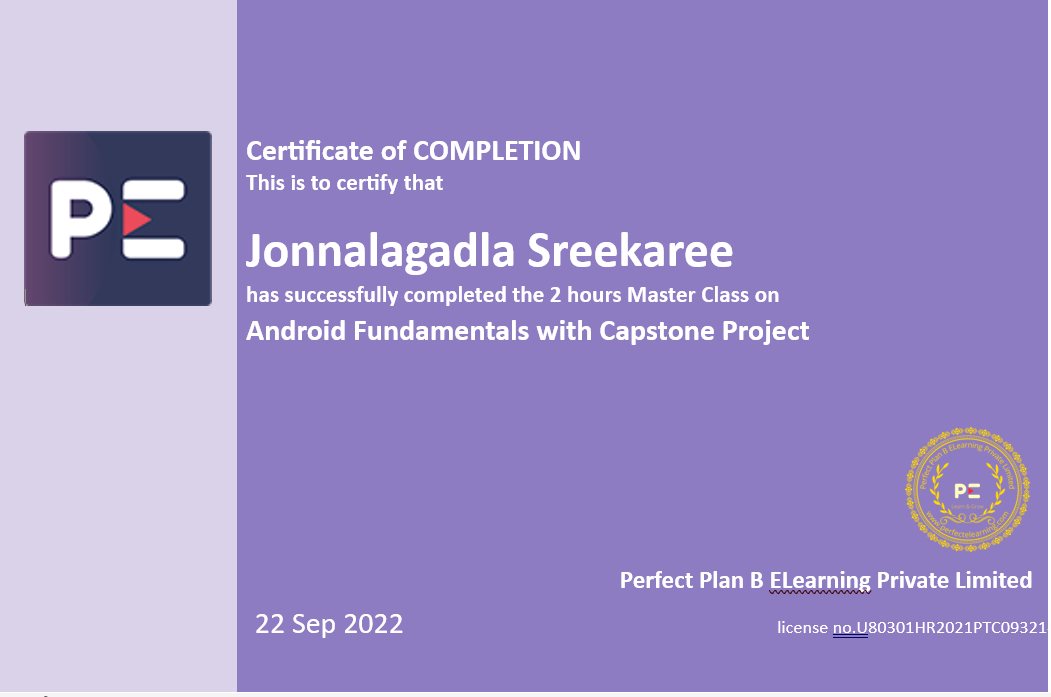 PE
Certificate of COMPLETION
This is to certify that
Jonnalagadla Sreekaree
has successfully completed the 2 hours Master Class on
Android Fundamentals with Capstone Project
Perfect Plan B ELearning Private Limited
PE
www.perfectelearning.com
Perfect Plan B ELearning Private Limited
22 Sep 2022
license no.U80301HR2021PTC09321